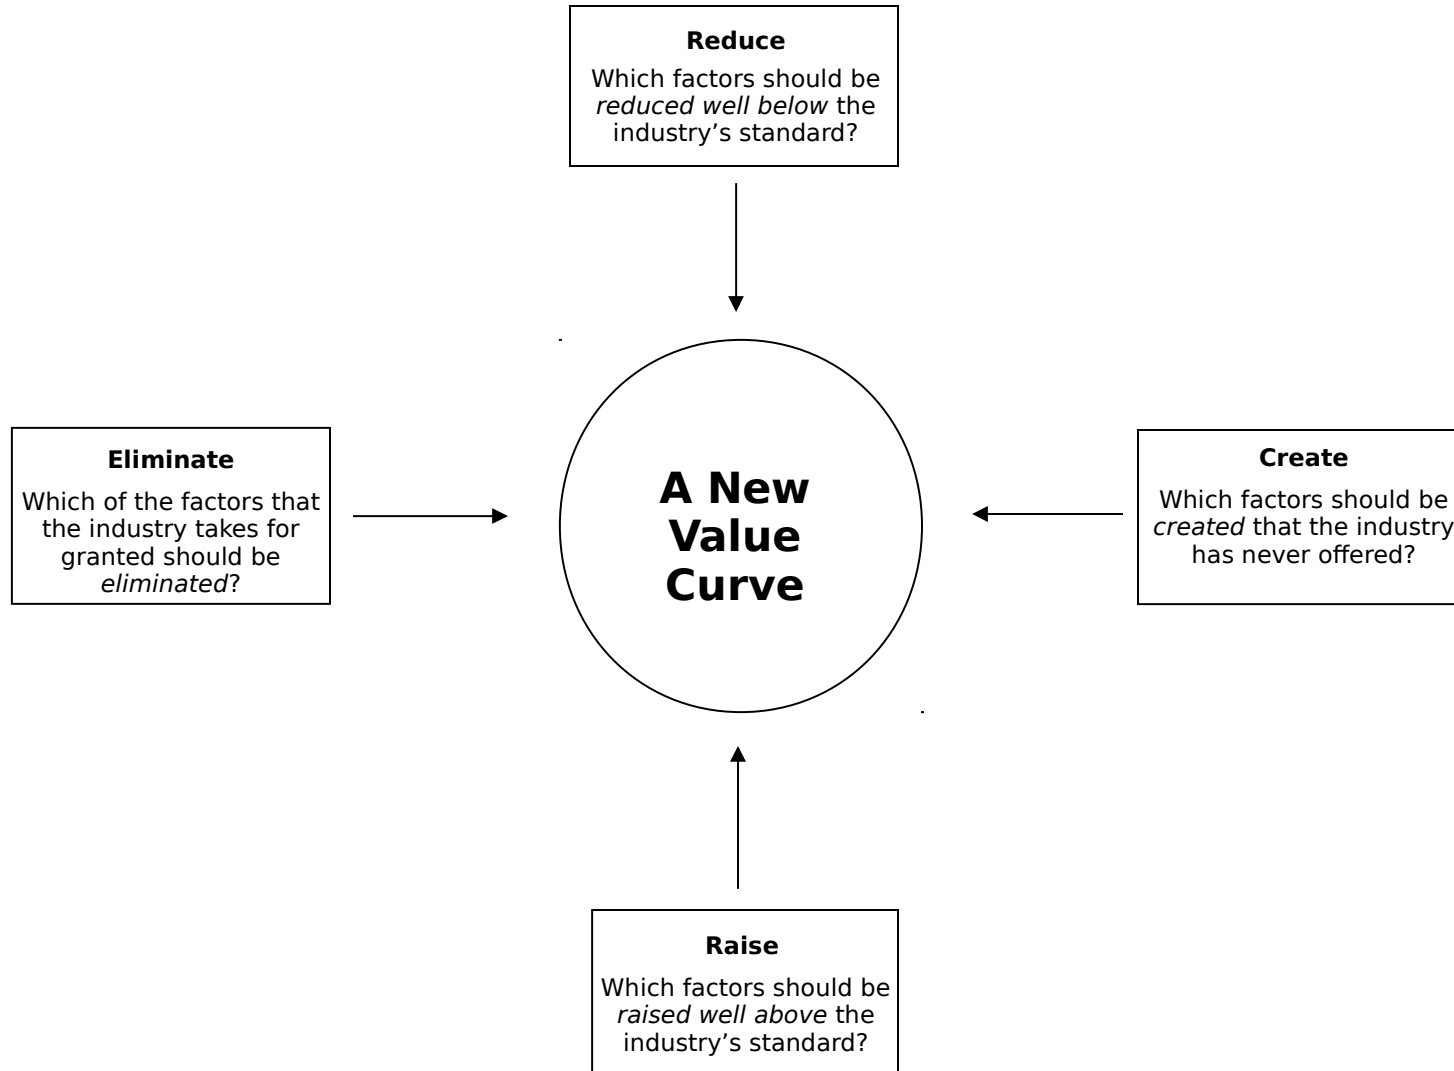 Reduce
Which factors should be
reduced well below the
industry’s standard?
Eliminate
Which of the factors that
the industry takes for
granted should be
eliminated?
A New
Value
Curve
Create
Which factors should be
created that the industry
has never offered?
Raise
Which factors should be
raised well above the
industry’s standard?